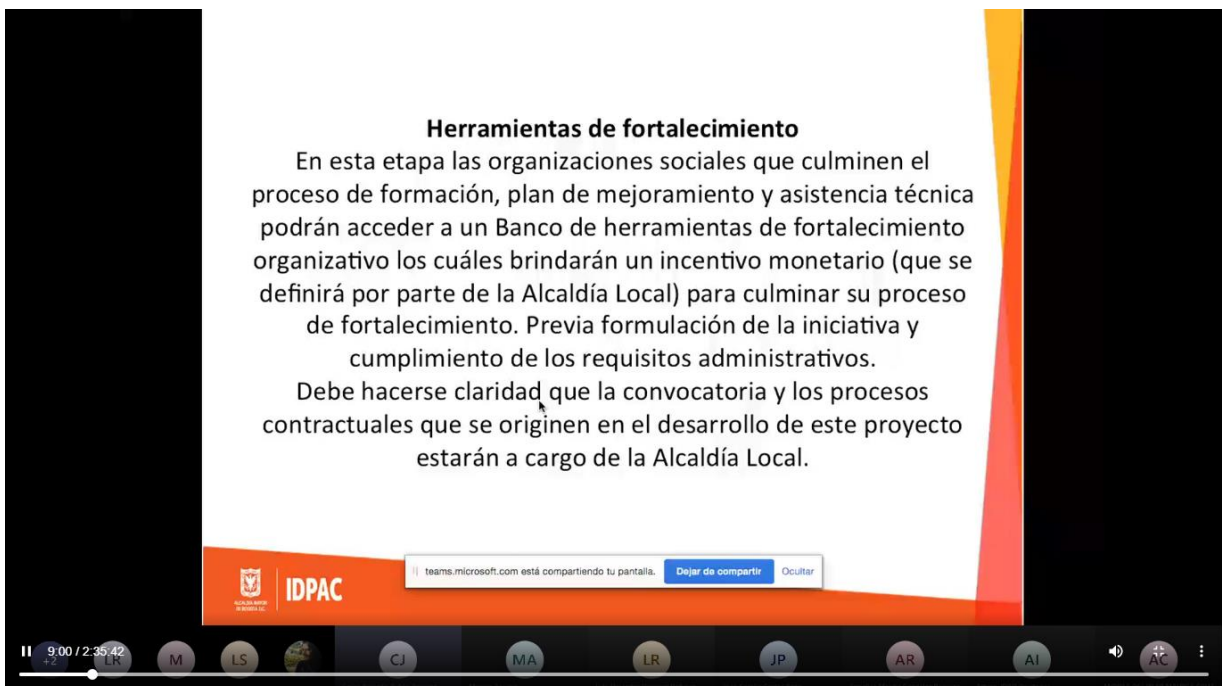 Herramientas de fortalecimiento
En esta etapa las organizaciones sociales que culminen el
proceso de formación, plan de mejoramiento y asistencia técnica
podrán acceder a un Banco de herramientas de fortalecimiento
organizativo los cuáles brindarán un incentivo monetario (que se
definirá por parte de la Alcaldía Local) para culminar su proceso
de fortalecimiento. Previa formulación de la iniciativa y
cumplimiento de los requisitos administrativos.
Debe hacerse claridad que la convocatoria y los procesos
contractuales que se originen en el desarrollo de este proyecto
estarán a cargo de la Alcaldía Local.
teams.microsoft.com está compartiendo tu pantalla. Dejar de compartir Ocultar
ALCALDÍA MAYOR
DE BOGOTÁ D.C.
IDPAC
9:00 / 2:35:42
+2 LR M LS CJ MA LR JP AR AI AC